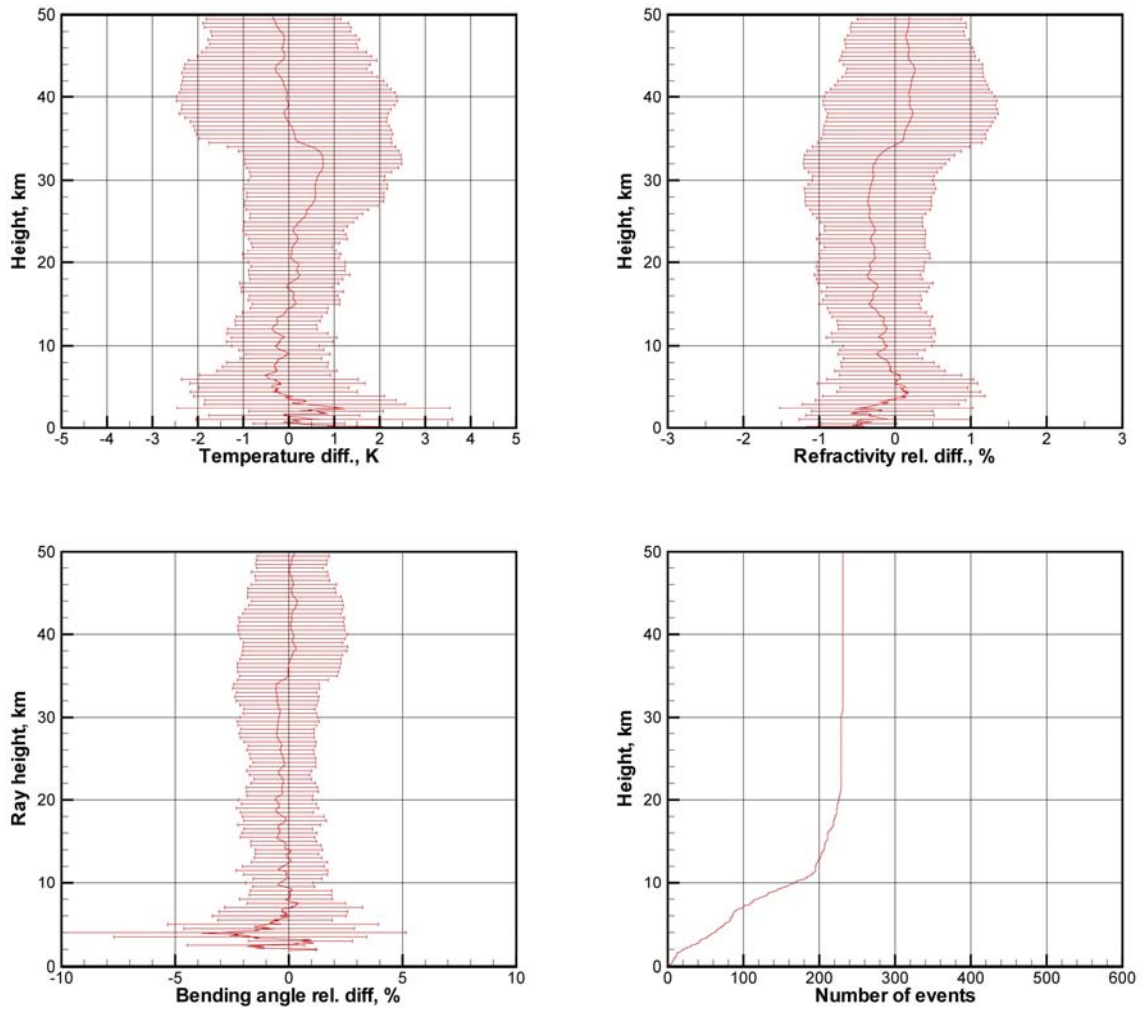 50
40
30
20
10
0
Height, km
-5 -4 -3 -2 -1 0 1 2 3 4 5
Temperature diff., K
50
40
30
20
10
0
Height, km
-3 -2 -1 0 1 2 3
Refractivity rel. diff., %
50
40
30
20
10
0
Ray height, km
-10 -5 0 5 10
Bending angle rel. diff, %
50
40
30
20
10
0
Height, km
0 100 200 300 400 500 600
Number of events